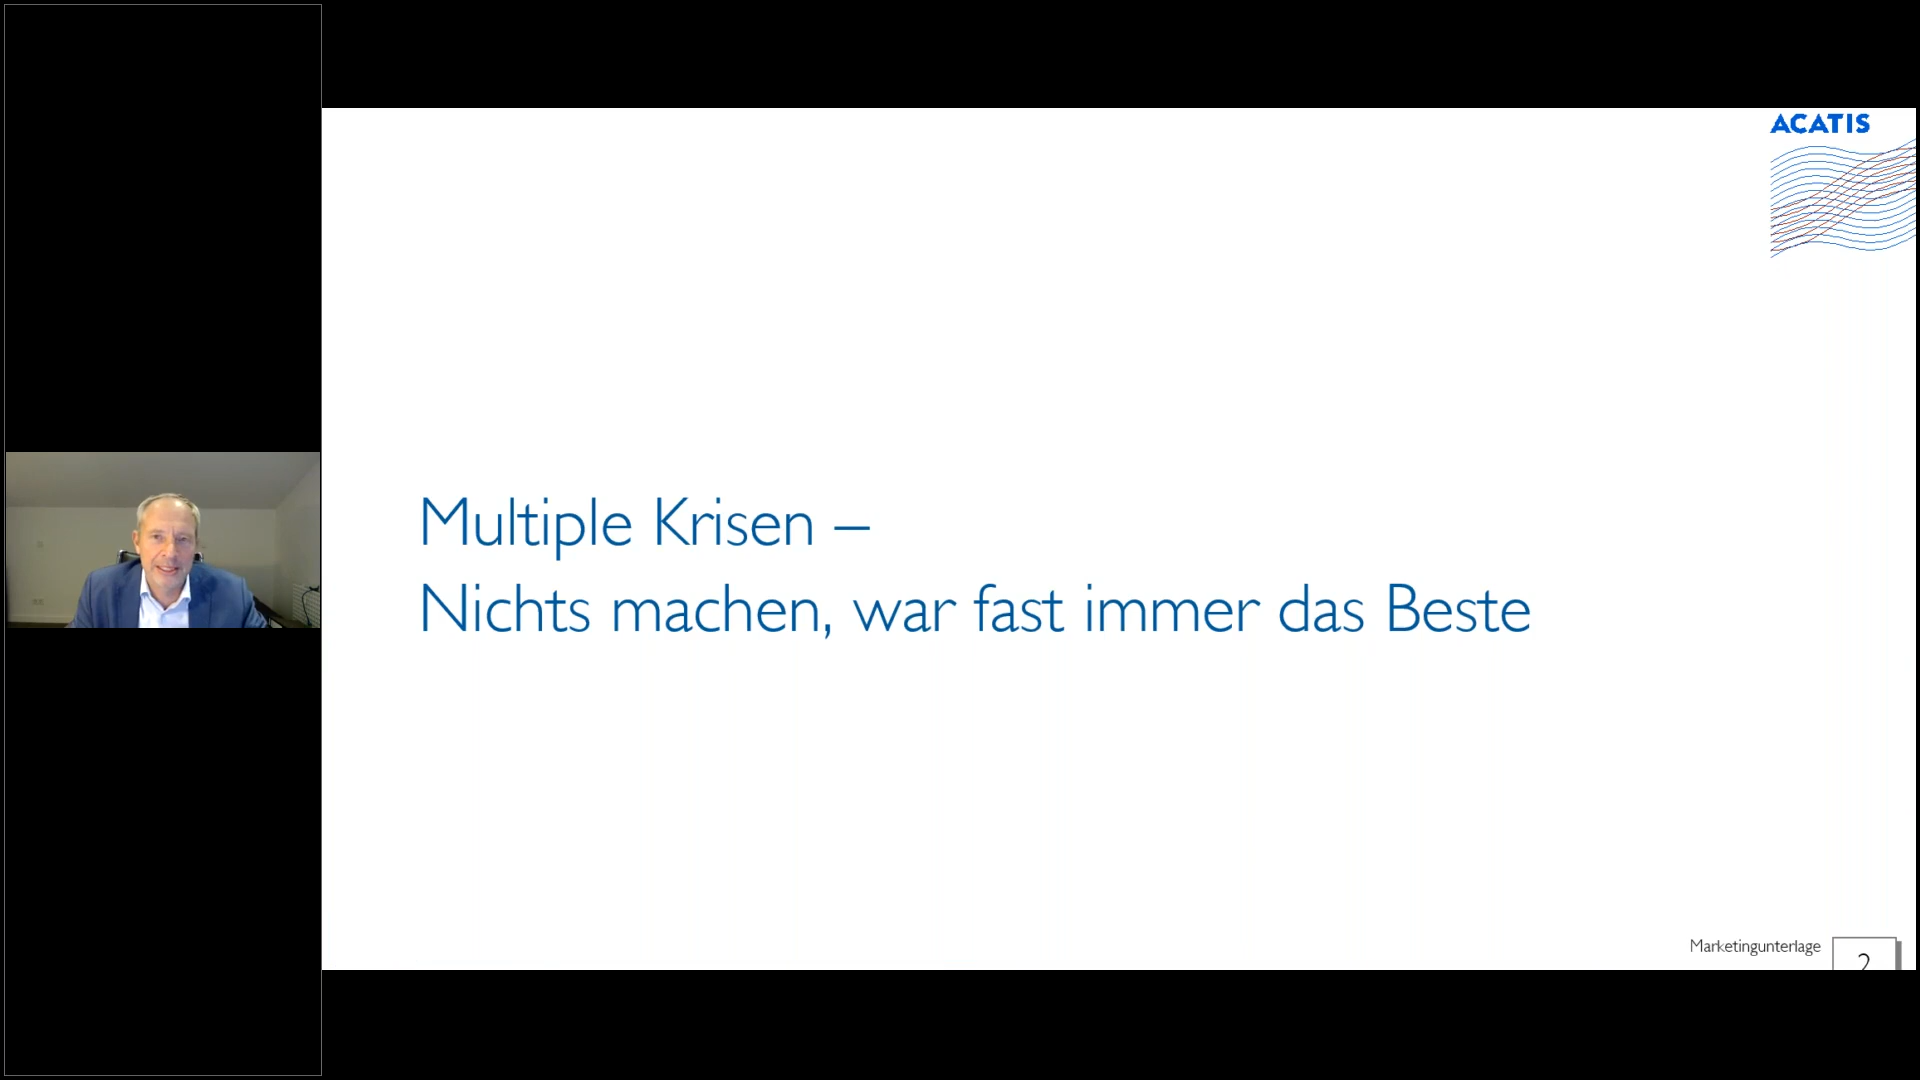 ACATIS
Multiple Krisen –
Nichts machen, war fast immer das Beste
Marketingunterlage
2